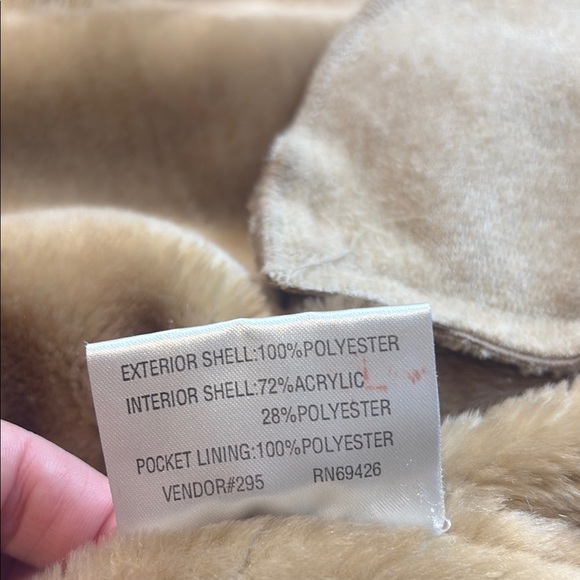 EXTERIOR SHELL:100%POLYESTER
INTERIOR SHELL:72%ACRYLIC
28%POLYESTER
POCKET LINING:100%POLYESTER
VENDOR#295 RN69426